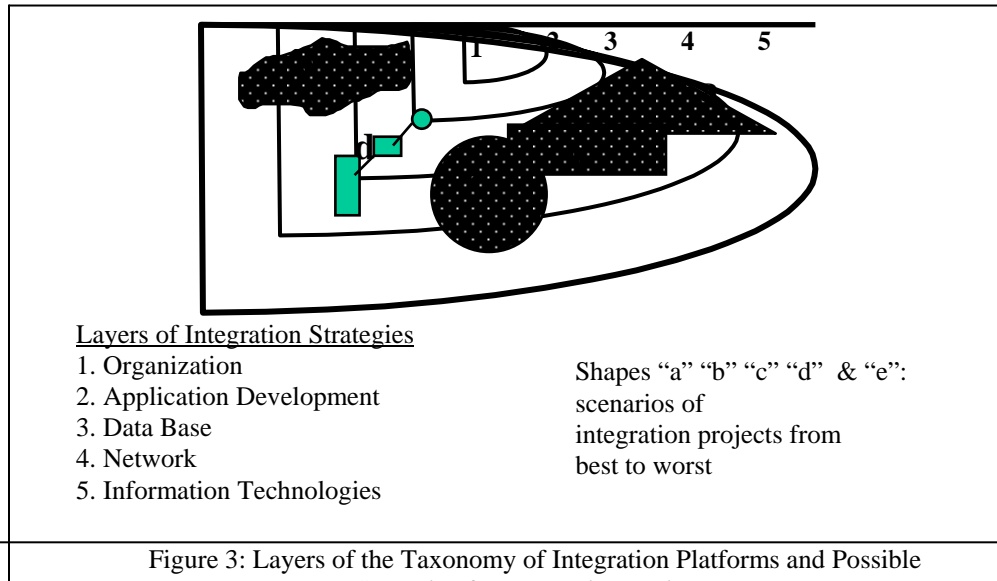 1 2 3 4 5
d
Layers of Integration Strategies
1. Organization
2. Application Development
3. Data Base
4. Network
5. Information Technologies
Shapes “a” “b” “c” “d” & “e”:
scenarios of
integration projects from
best to worst
Figure 3: Layers of the Taxonomy of Integration Platforms and Possible